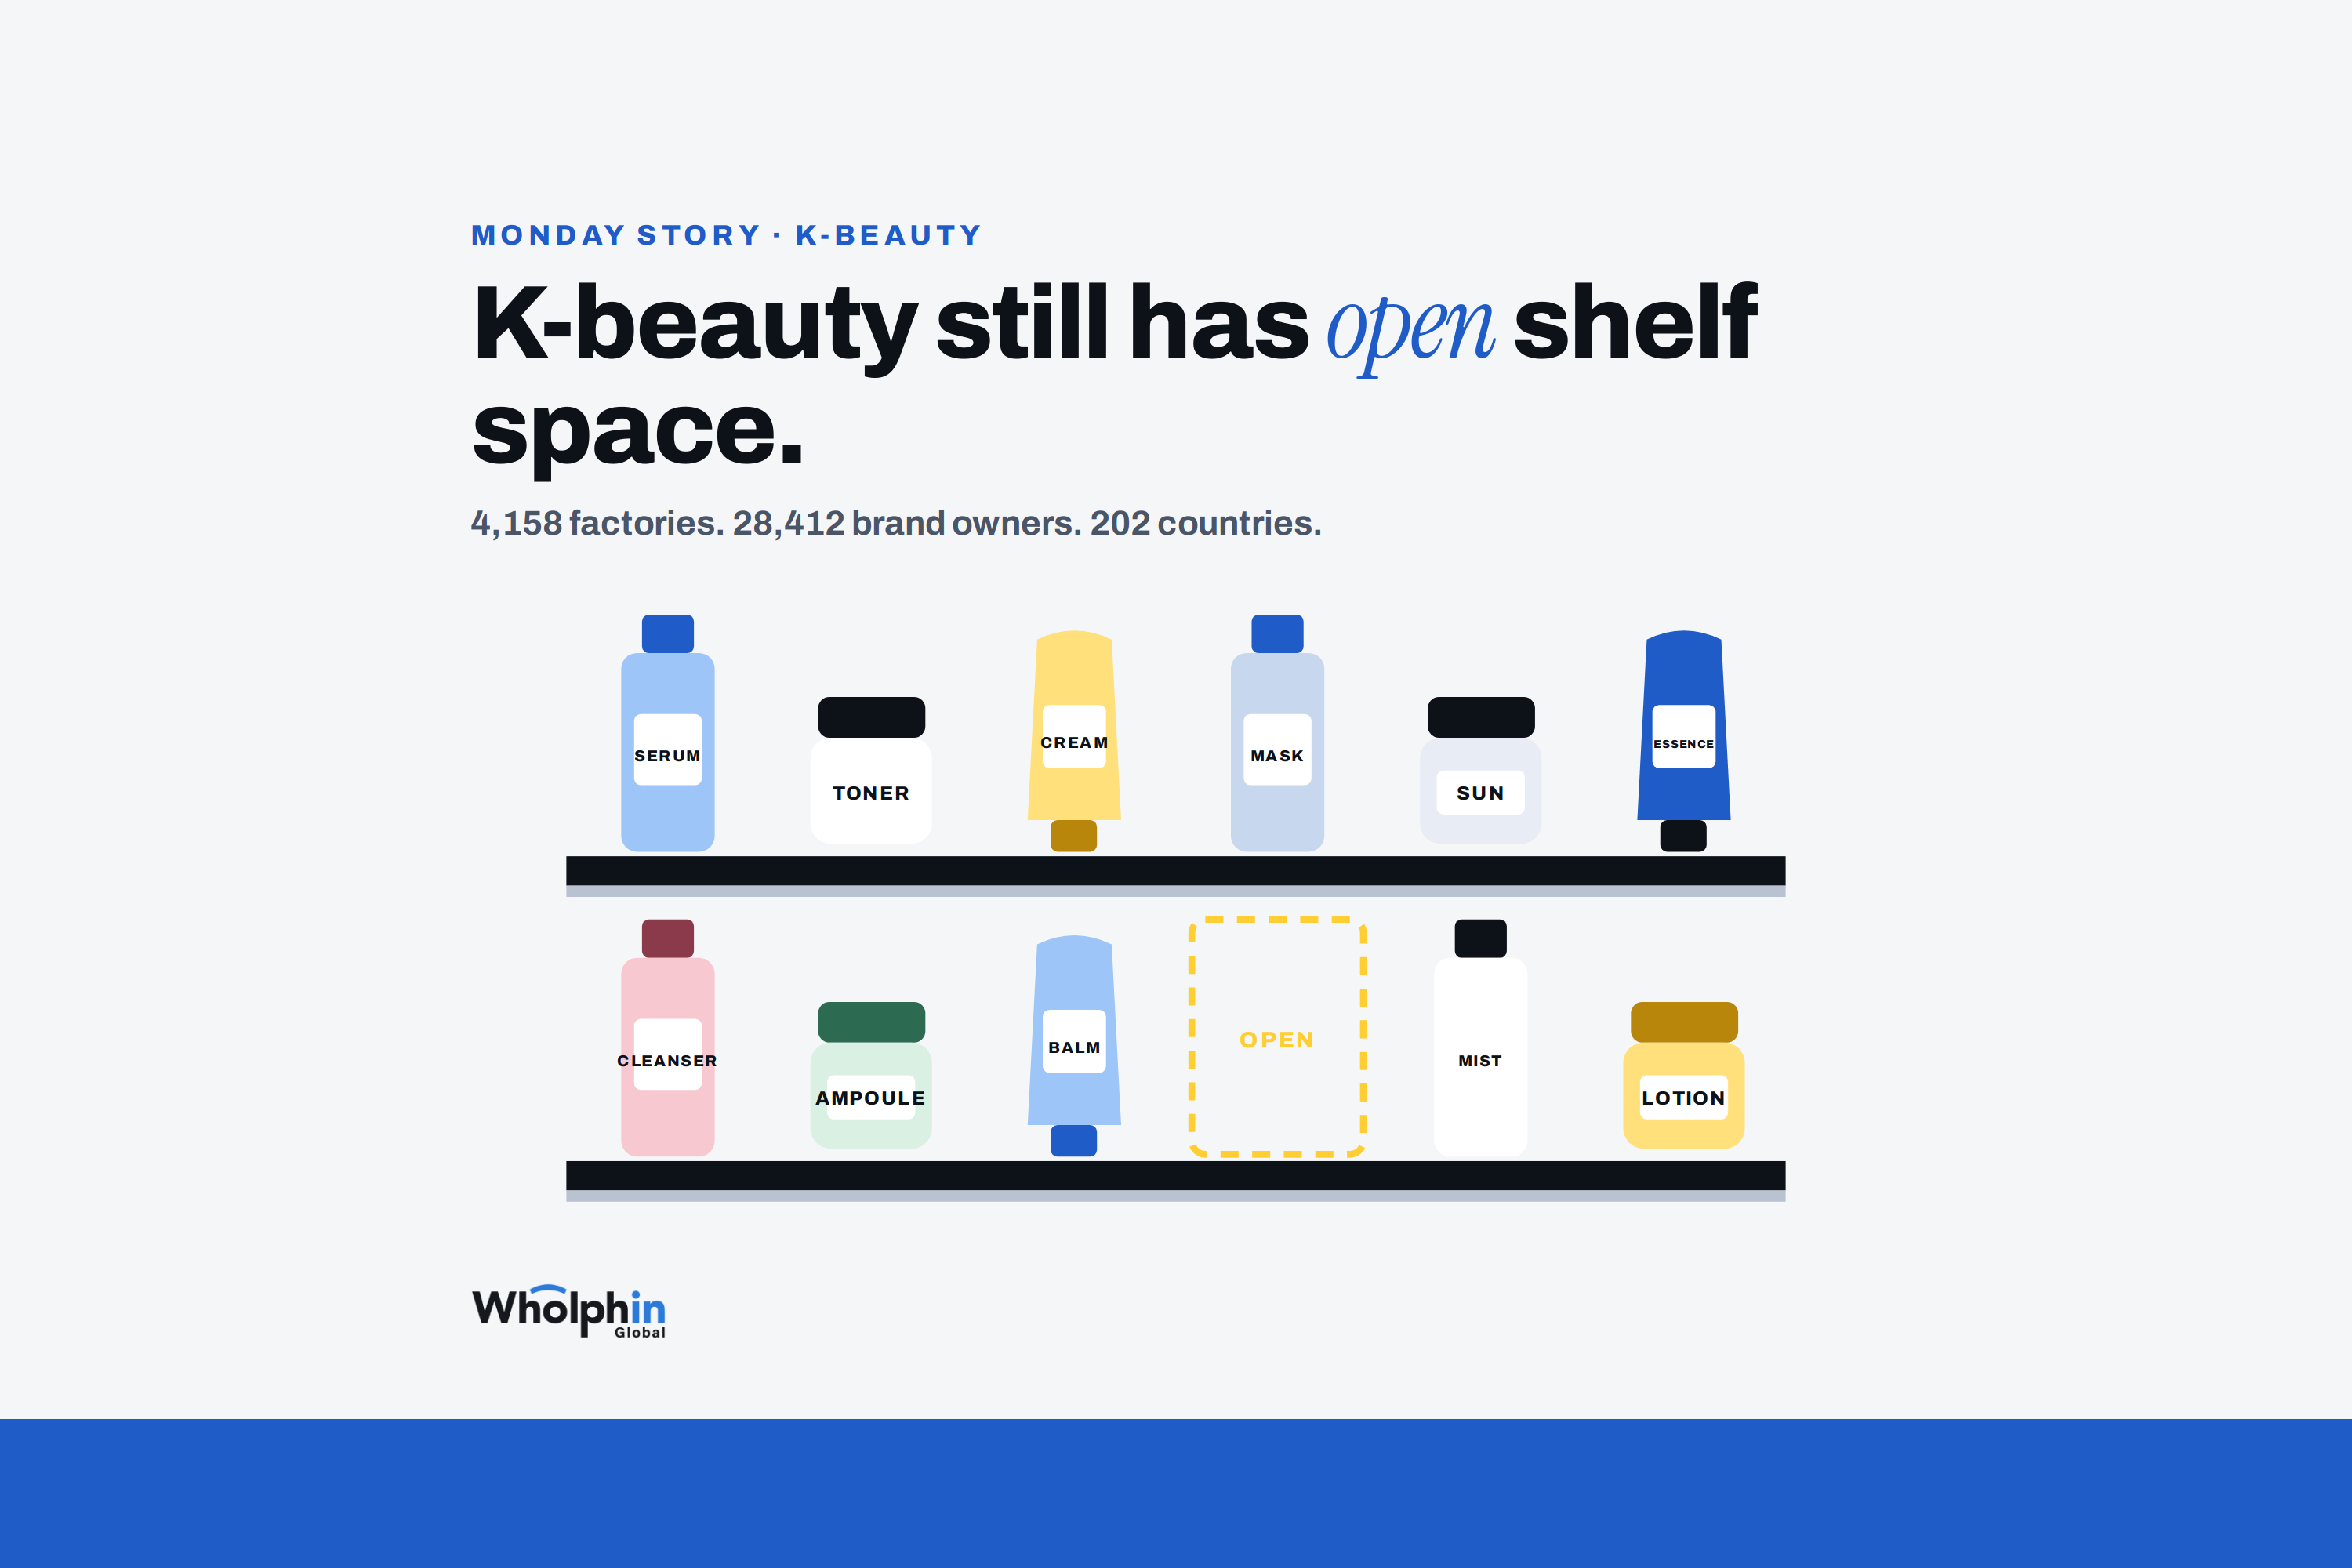 MONDAY STORY · K-BEAUTY
K-beauty still has open shelf
space.
4,158 factories. 28,412 brand owners. 202 countries.
SERUM
TONER
CREAM
MASK
SUN
ESSENCE
CLEANSER
AMPOULE
BALM
OPEN
MIST
LOTION
Wholphin
Global